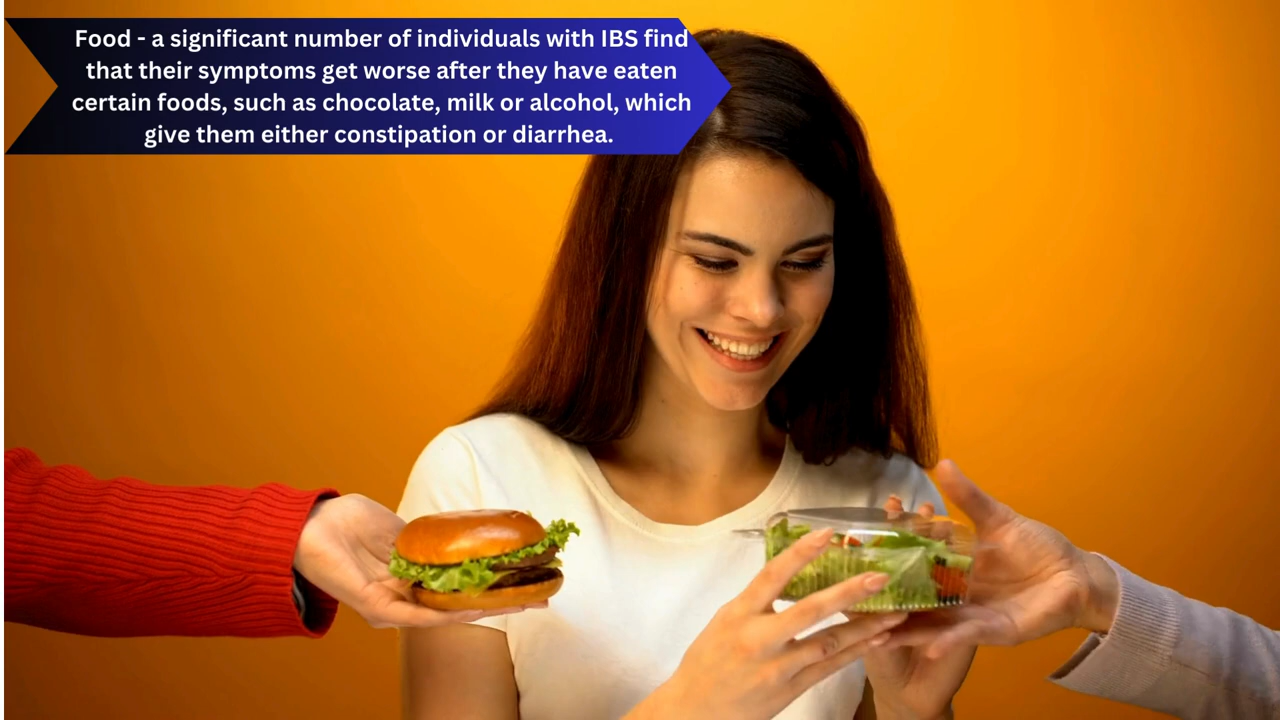 Food - a significant number of individuals with IBS find
that their symptoms get worse after they have eaten
certain foods, such as chocolate, milk or alcohol, which
give them either constipation or diarrhea.